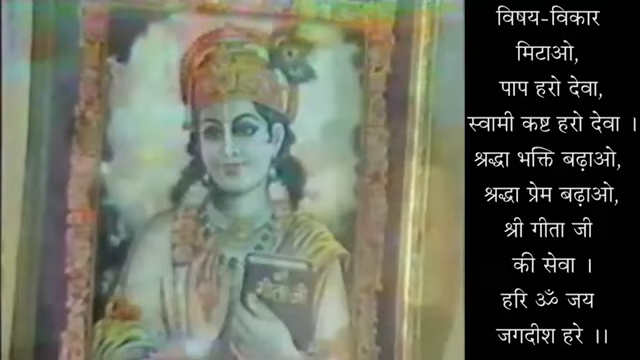 श्री
गीता जी
विषय-विकार
मिटाओ,
पाप हरो देवा,
स्वामी कष्ट हरो देवा ।
श्रद्धा भक्ति बढ़ाओ,
श्रद्धा प्रेम बढ़ाओ,
श्री गीता जी
की सेवा ।
हरि ॐ जय
जगदीश हरे ।।